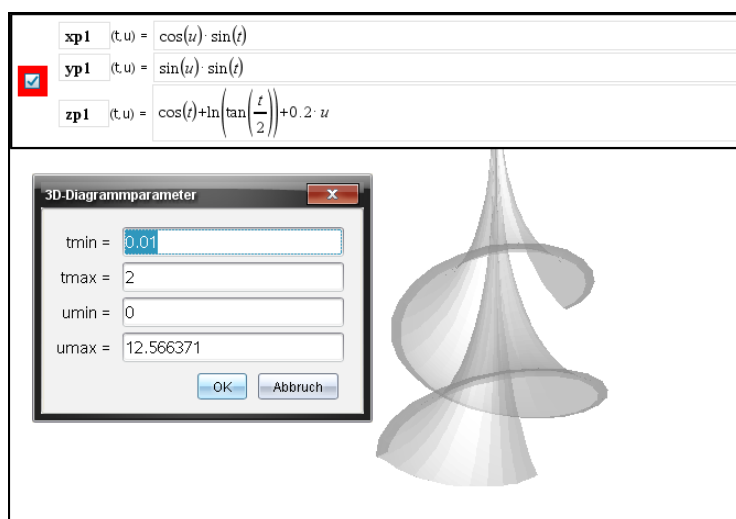 xp1 (t,u) = cos(u)· sin(t)
yp1 (t,u) = sin(u)· sin(t)
zp1 (t,u) = cos(t)+ln(tan(t/2))+0.2· u
3D-Diagrammparameter
tmin = 0.01
tmax = 2
umin = 0
umax = 12.566371
OK Abbruch